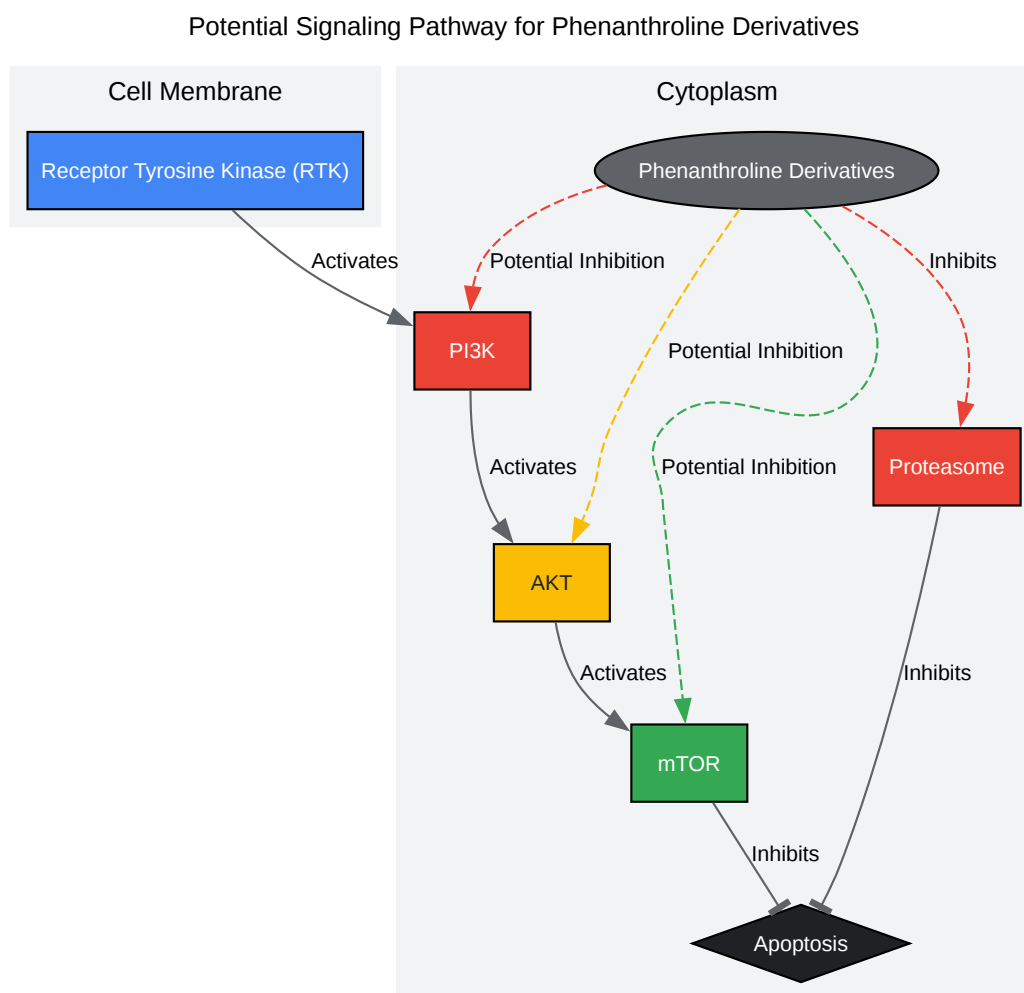 Potential Signaling Pathway for Phenanthroline Derivatives
Cell Membrane
Cytoplasm
Receptor Tyrosine Kinase (RTK)
Phenanthroline Derivatives
Activates
Potential Inhibition
Inhibits
PI3K
Potential Inhibition
Activates
Potential Inhibition
Proteasome
AKT
Activates
Inhibits
mTOR
Inhibits
Apoptosis